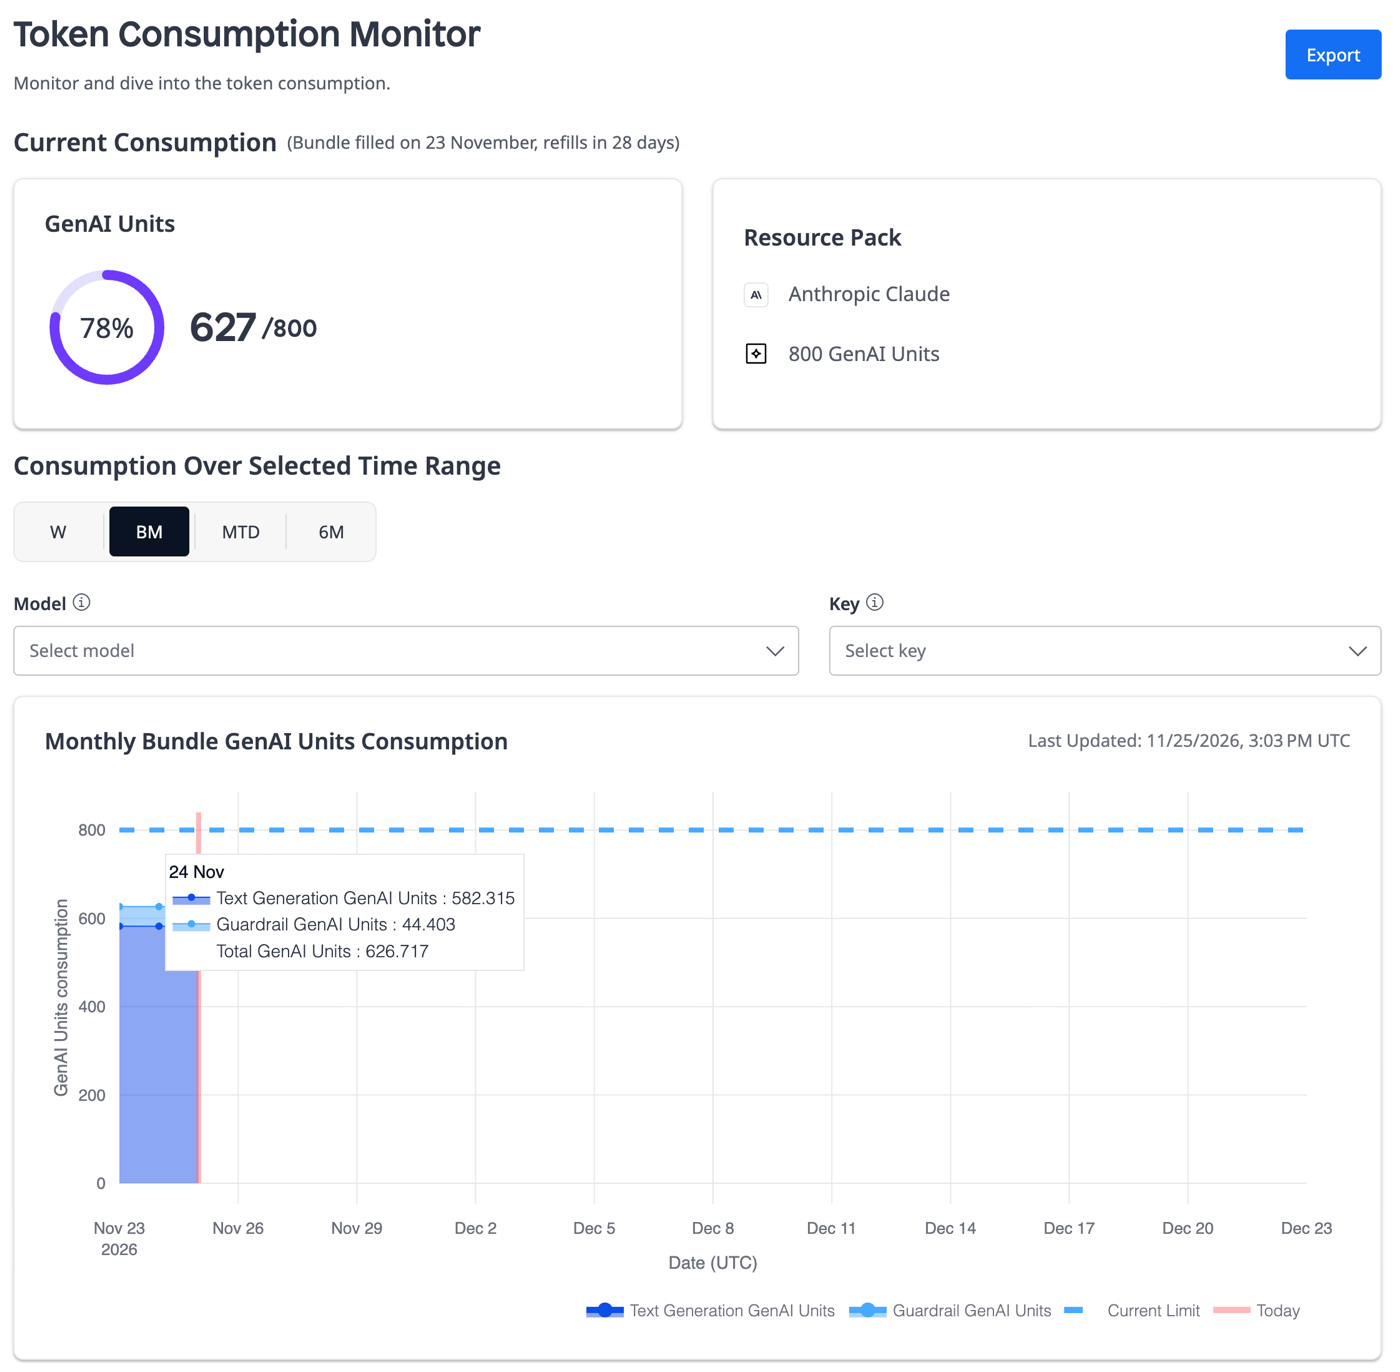 Token Consumption Monitor
Export
Monitor and dive into the token consumption.
Current Consumption (Bundle filled on 23 November, refills in 28 days)
GenAI Units
78%
627 /800
Resource Pack
A\ Anthropic Claude
800 GenAI Units
Consumption Over Selected Time Range
W BM MTD 6M
Model
Select model
Key
Select key
Monthly Bundle GenAI Units Consumption
Last Updated: 11/25/2026, 3:03 PM UTC
GenAI Units consumption
800
600
400
200
0
24 Nov
Text Generation GenAI Units : 582.315
Guardrail GenAI Units : 44.403
Total GenAI Units : 626.717
Nov 23 Nov 26 Nov 29 Dec 2 Dec 5 Dec 8 Dec 11 Dec 14 Dec 17 Dec 20 Dec 23
2026
Date (UTC)
Text Generation GenAI Units Guardrail GenAI Units Current Limit Today